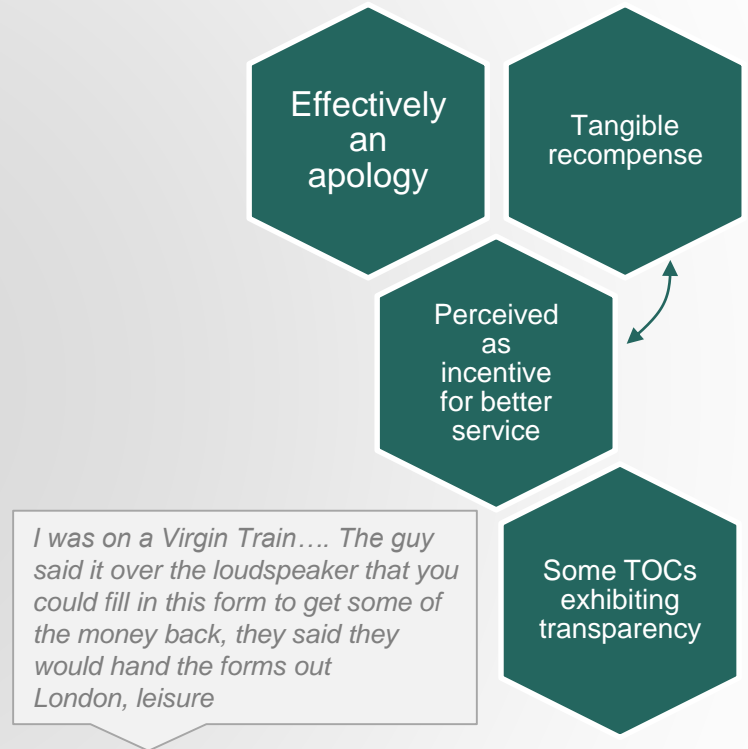 Effectively
an
apology
Tangible
recompense
Perceived
as
incentive
for better
service
Some TOCs
exhibiting
transparency
I was on a Virgin Train…. The guy
said it over the loudspeaker that you
could fill in this form to get some of
the money back, they said they
would hand the forms out
London, leisure